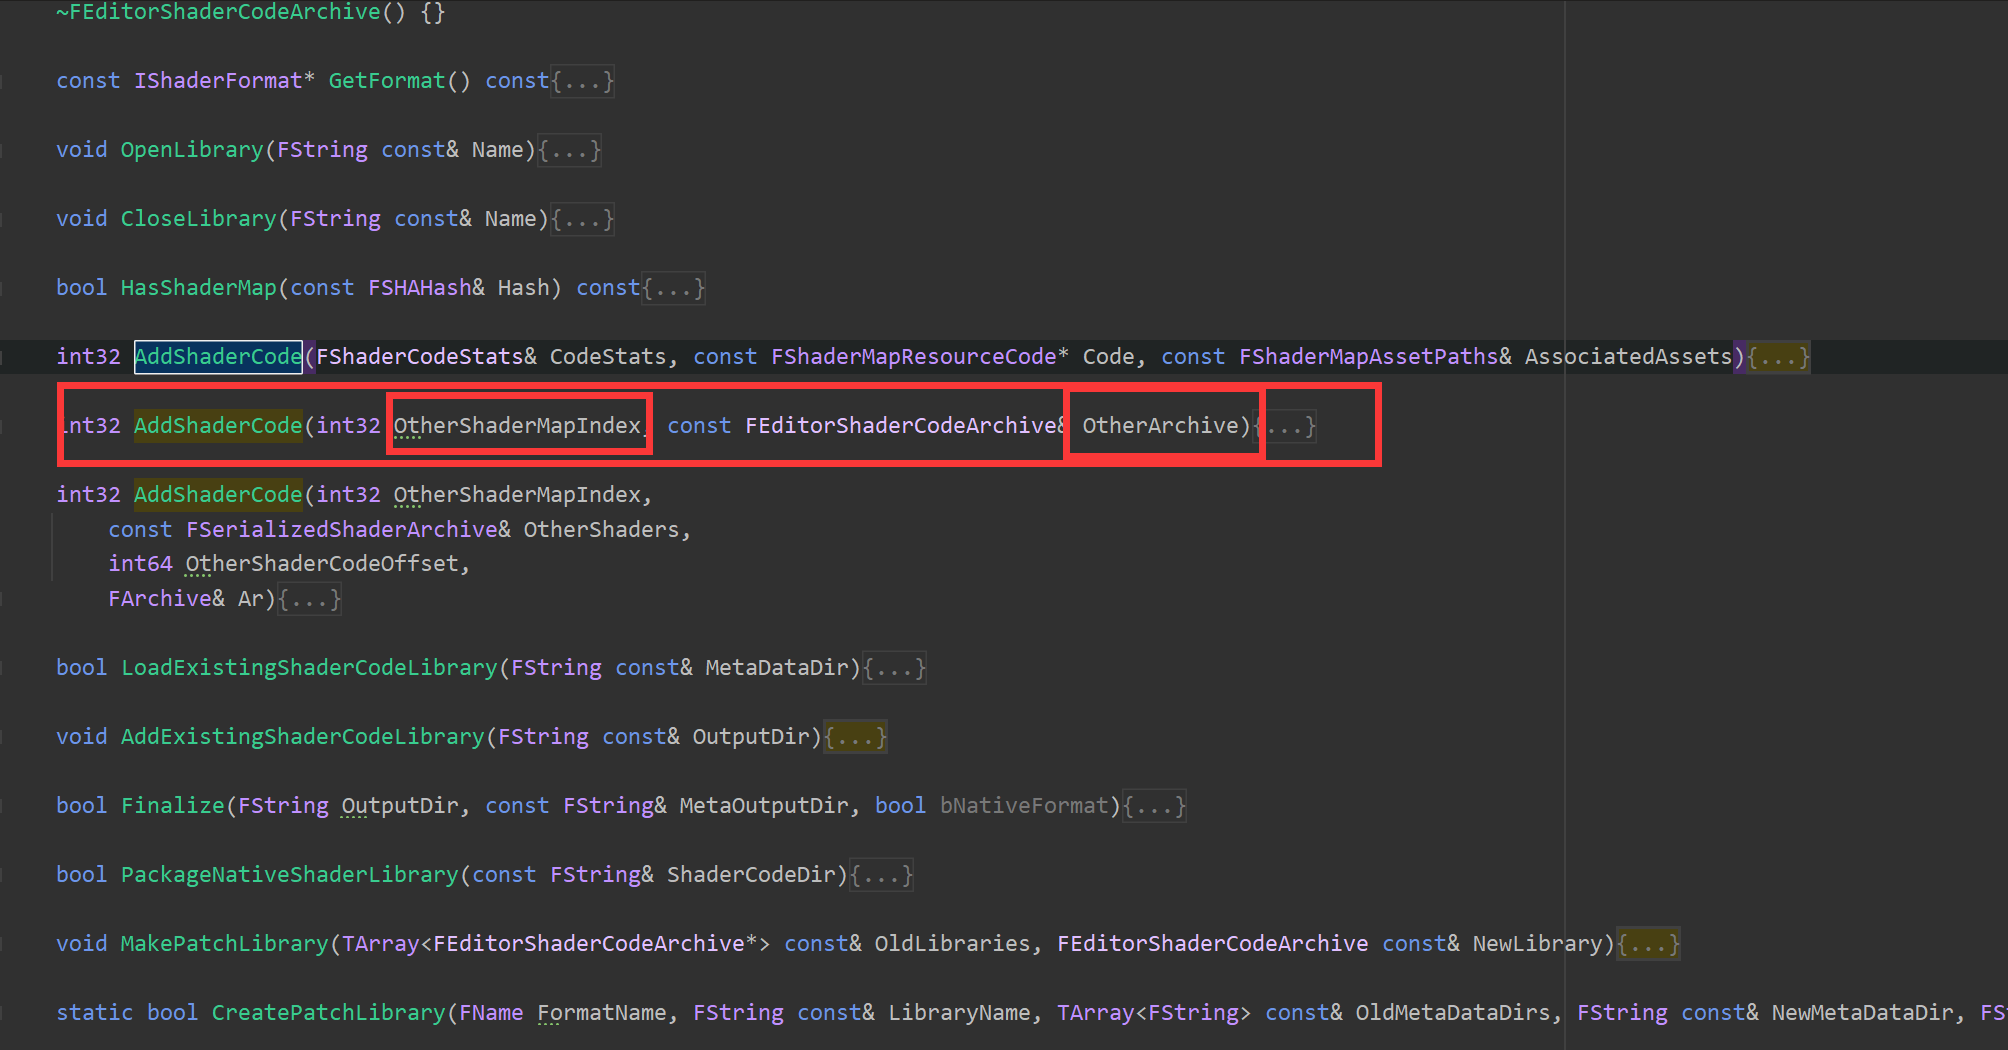 ~FEditorShaderCodeArchive() {}
const IShaderFormat* GetFormat() const{...}
void OpenLibrary(FString const& Name){...}
void CloseLibrary(FString const& Name){...}
bool HasShaderMap(const FSHAHash& Hash) const{...}
int32 AddShaderCode(FShaderCodeStats& CodeStats, const FShaderMapResourceCode* Code, const FShaderMapAssetPaths& AssociatedAssets){...}
int32 AddShaderCode(int32 OtherShaderMapIndex, const FEditorShaderCodeArchive& OtherArchive){...}
int32 AddShaderCode(int32 OtherShaderMapIndex,
const FSerializedShaderArchive& OtherShaders,
int64 OtherShaderCodeOffset,
FArchive& Ar){...}
bool LoadExistingShaderCodeLibrary(FString const& MetaDataDir){...}
void AddExistingShaderCodeLibrary(FString const& OutputDir){...}
bool Finalize(FString OutputDir, const FString& MetaOutputDir, bool bNativeFormat){...}
bool PackageNativeShaderLibrary(const FString& ShaderCodeDir){...}
void MakePatchLibrary(TArray<FEditorShaderCodeArchive*> const& OldLibraries, FEditorShaderCodeArchive const& NewLibrary){...}
static bool CreatePatchLibrary(FName FormatName, FString const& LibraryName, TArray<FString> const& OldMetaDataDirs, FString const& NewMetaDataDir,